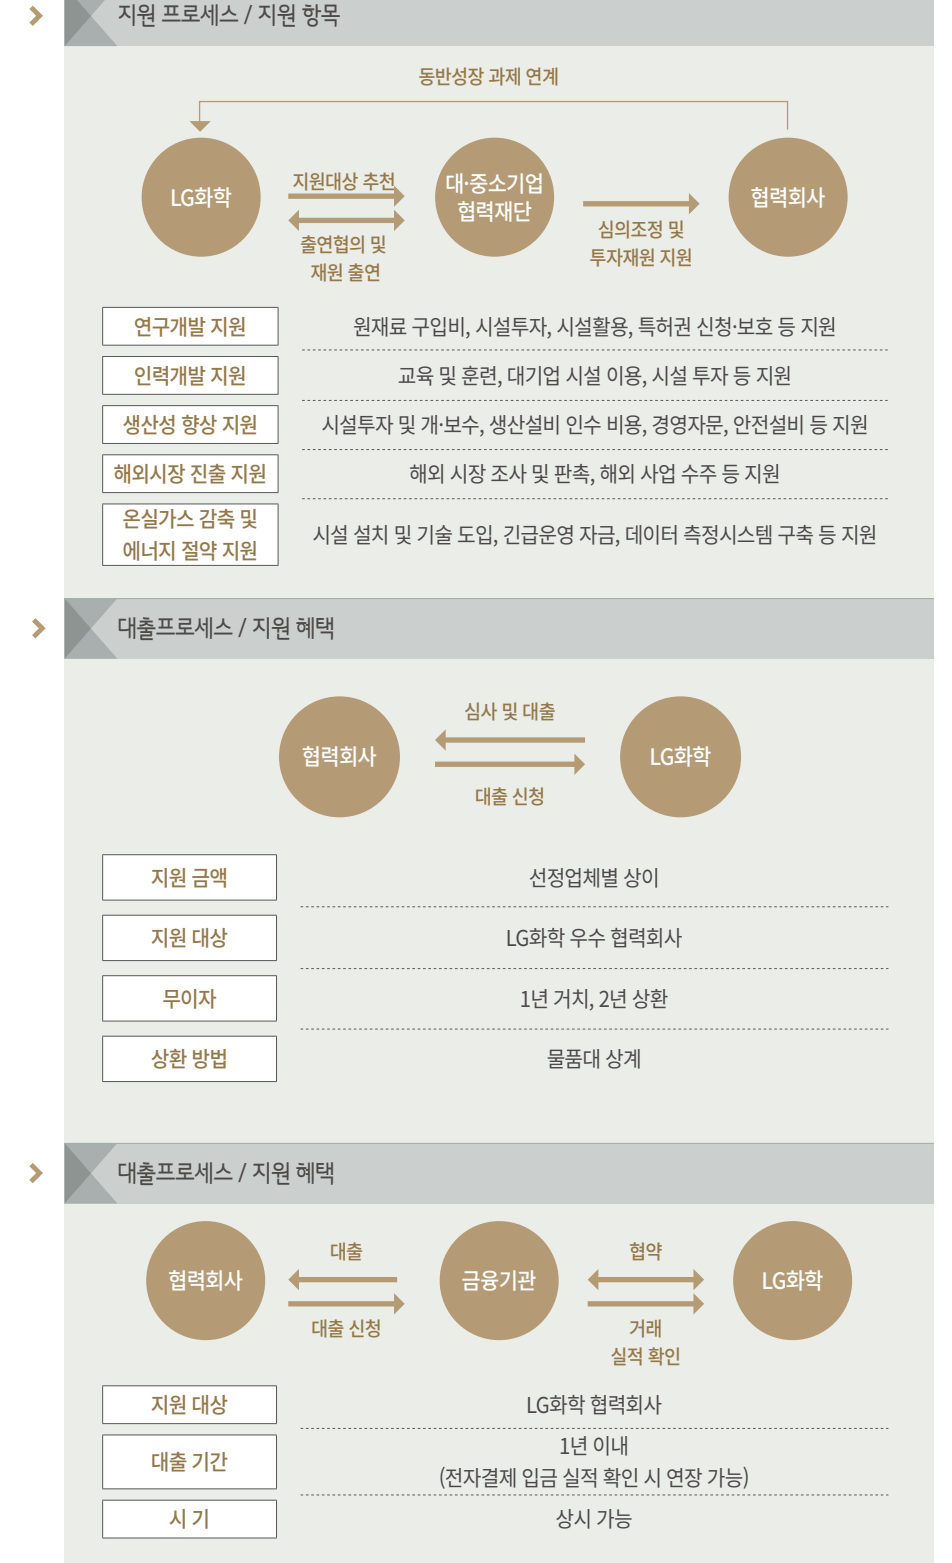 지원 프로세스 / 지원 항목
동반성장 과제 연계
LG화학
지원대상 추천
출연협의 및
재원 출연
대·중소기업
협력재단
심의조정 및
투자재원 지원
협력회사
연구개발 지원
원재료 구입비, 시설투자, 시설활용, 특허권 신청·보호 등 지원
인력개발 지원
교육 및 훈련, 대기업 시설 이용, 시설 투자 등 지원
생산성 향상 지원
시설투자 및 개·보수, 생산설비 인수 비용, 경영자문, 안전설비 등 지원
해외시장 진출 지원
해외 시장 조사 및 판촉, 해외 사업 수주 등 지원
온실가스 감축 및
에너지 절약 지원
시설 설치 및 기술 도입, 긴급운영 자금, 데이터 측정시스템 구축 등 지원
대출프로세스 / 지원 혜택
협력회사
심사 및 대출
대출 신청
LG화학
지원 금액
선정업체별 상이
지원 대상
LG화학 우수 협력회사
무이자
1년 거치, 2년 상환
상환 방법
물품대 상계
대출프로세스 / 지원 혜택
협력회사
대출
대출 신청
금융기관
협약
거래
실적 확인
LG화학
지원 대상
LG화학 협력회사
대출 기간
1년 이내
(전자결제 입금 실적 확인 시 연장 가능)
시 기
상시 가능